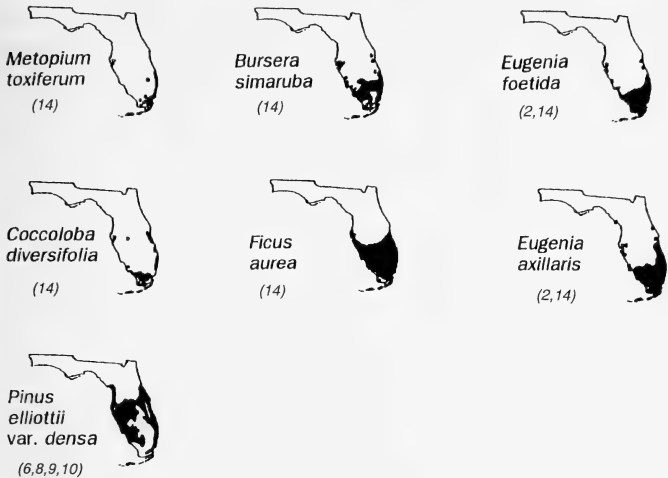 Metopium
toxiferum
(14)
Bursera
simaruba
(14)
Eugenia
foetida
(2,14)
Coccoloba
diversifolia
(14)
Ficus
aurea
(14)
Eugenia
axillaris
(2,14)
Pinus
elliottii
var. densa
(6,8,9,10)